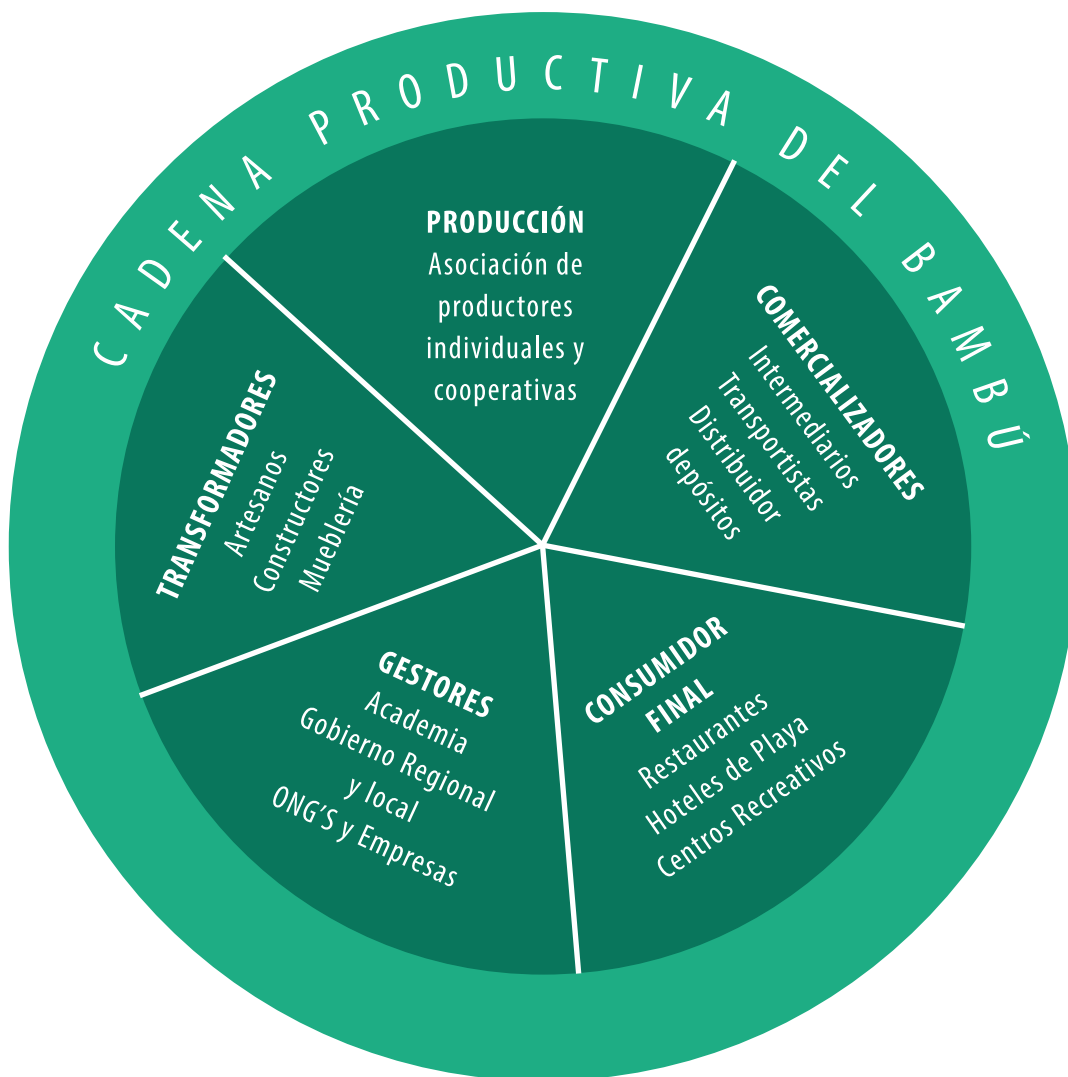 CADENA PRODUCTIVA DEL BAMBÚ
PRODUCCIÓN
Asociación de
productores
individuales y
cooperativas
COMERCIALIZADORES
Intermediarios
Transportistas
Distribuidor
depósitos
CONSUMIDOR
FINAL
Restaurantes
Hoteles de Playa
Centros Recreativos
GESTORES
Academia
Gobierno Regional
y local
ONG'S y Empresas
TRANSFORMADORES
Artesanos
Constructores
Mueblería